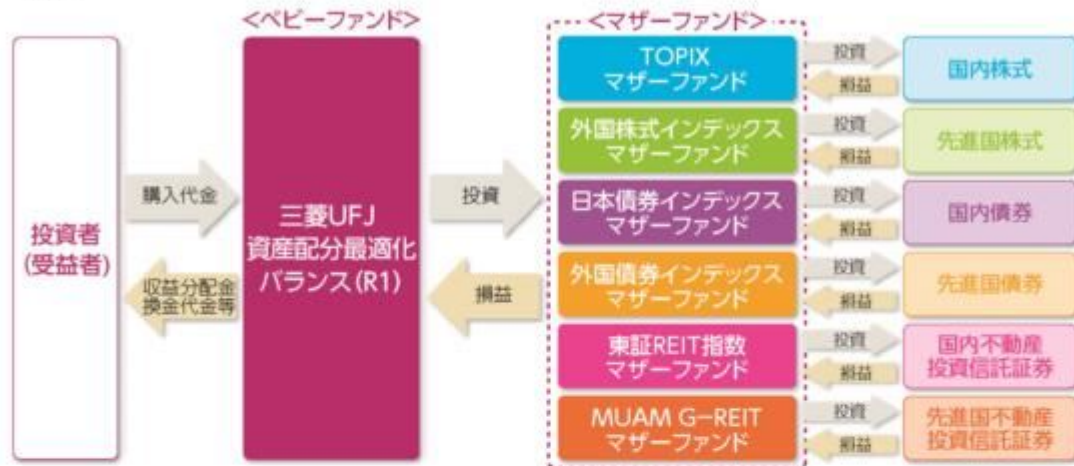 <ベビーファンド>
<マザーファンド>
投資者
(受益者)
購入代金
収益分配金
換金代金等
三菱UFJ
資産配分最適化
バランス(R1)
投資
損益
TOPIX
マザーファンド
投資
損益
国内株式
外国株式インデックス
マザーファンド
投資
損益
先進国株式
日本債券インデックス
マザーファンド
投資
損益
国内債券
外国債券インデックス
マザーファンド
投資
損益
先進国債券
東証REIT指数
マザーファンド
投資
損益
国内不動産
投資信託証券
MUAM G-REIT
マザーファンド
投資
損益
先進国不動産
投資信託証券